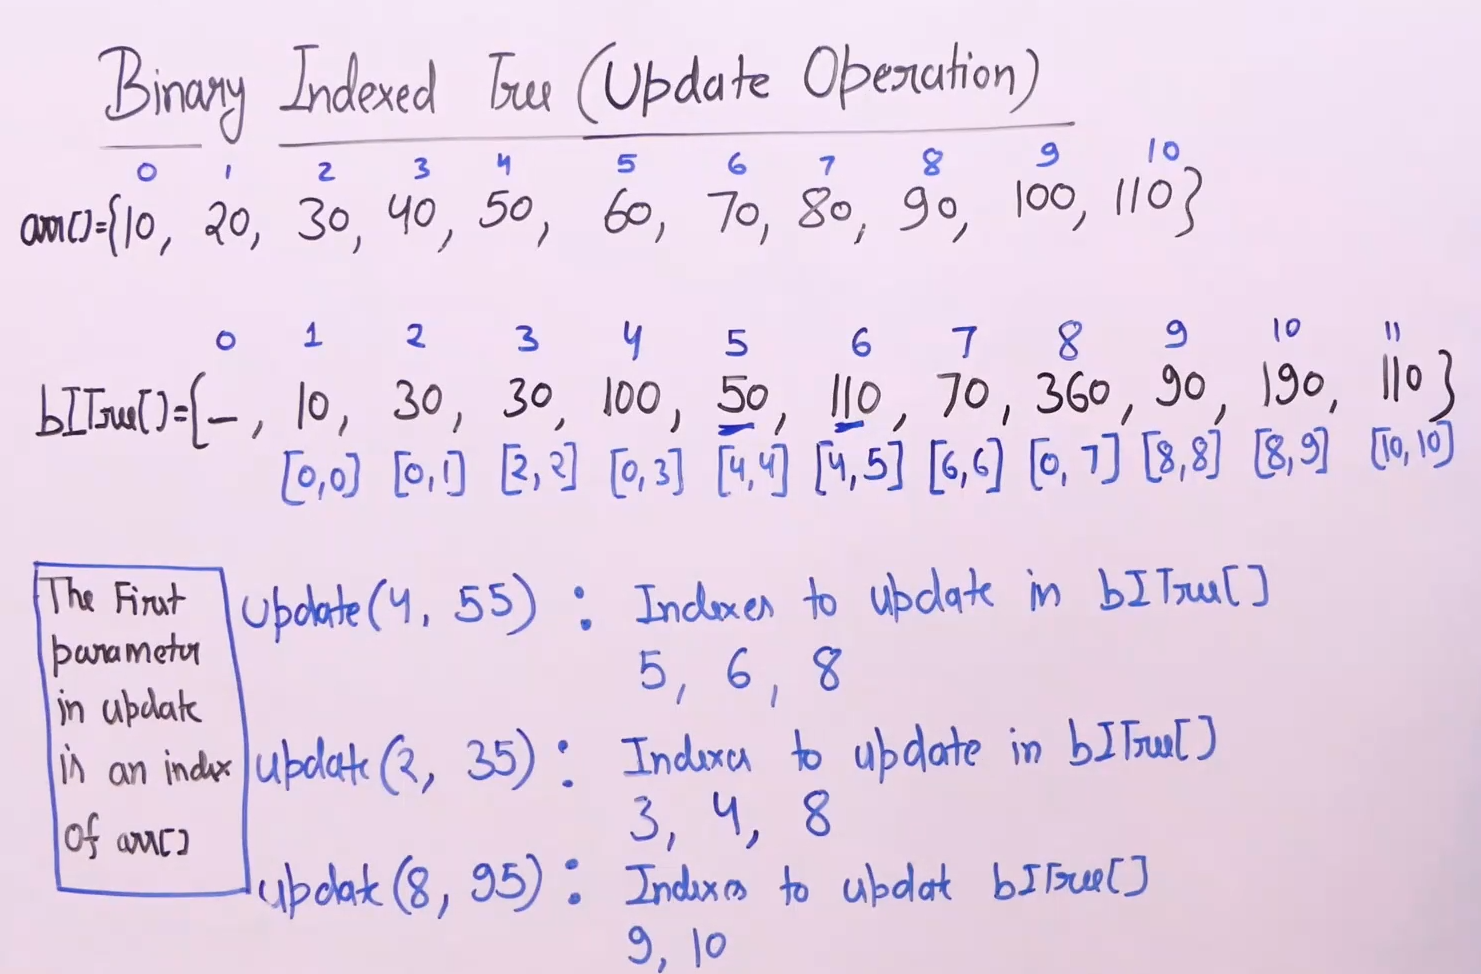 Binary Indexed Tree (Update Operation)
0 1 2 3 4 5 6 7 8 9 10
arr[]={10, 20, 30, 40, 50, 60, 70, 80, 90, 100, 110}
0 1 2 3 4 5 6 7 8 9 10 11
bITree[]={-, 10, 30, 30, 100, 50, 110, 70, 360, 90, 190, 110}
[0,0] [0,1] [2,2] [0,3] [4,4] [4,5] [6,6] [0,7] [8,8] [8,9] [10,10]
The First
parameter
in update
is an index
of arr[]
update(4, 55) : Indexes to update in bITree[]
5, 6, 8
update(2, 35) : Indexes to update in bITree[]
3, 4, 8
update(8, 95) : Indexes to update bITree[]
9, 10